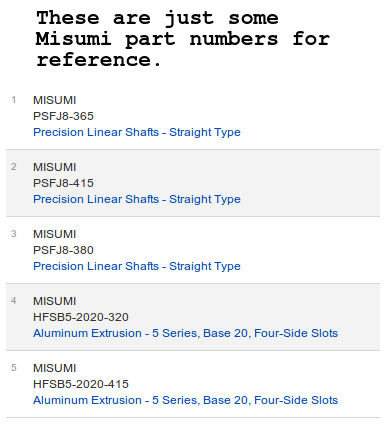 These are just some
Misumi part numbers for
reference.
1 MISUMI
PSFJ8-365
Precision Linear Shafts - Straight Type
2 MISUMI
PSFJ8-415
Precision Linear Shafts - Straight Type
3 MISUMI
PSFJ8-380
Precision Linear Shafts - Straight Type
4 MISUMI
HFSB5-2020-320
Aluminum Extrusion - 5 Series, Base 20, Four-Side Slots
5 MISUMI
HFSB5-2020-415
Aluminum Extrusion - 5 Series, Base 20, Four-Side Slots